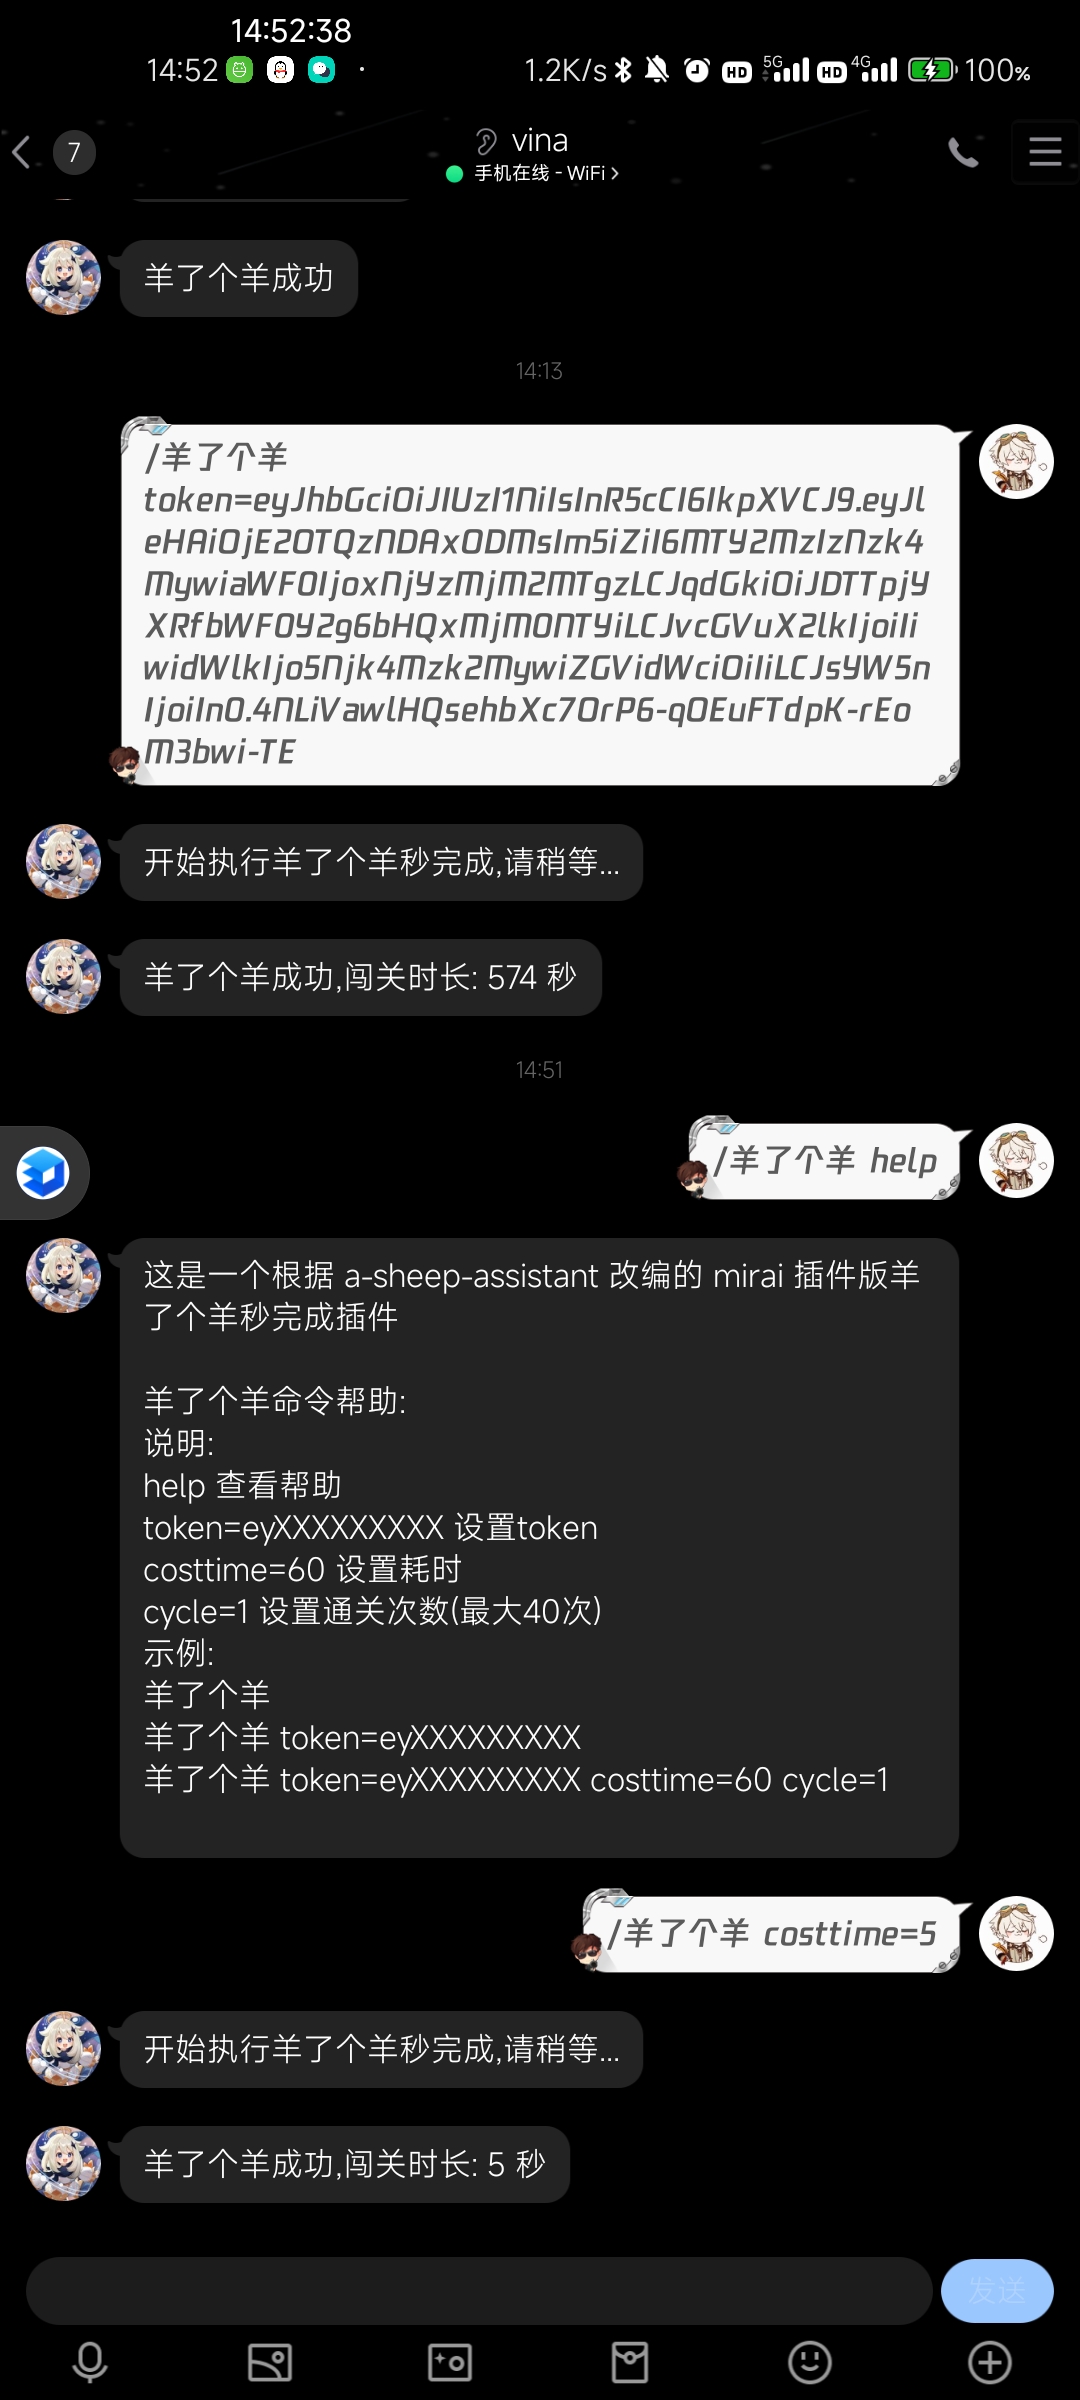 14:52:38
14:52
1.2K/s HD 5G HD 4G 100%
7
vina
手机在线 - WiFi
羊了个羊成功
14:13
/羊了个羊
token=eyJhbGciOiJIUzI1NiIsInR5cCI6IkpXVCJ9.eyJl
eHAiOjE2OTQzNDAxODMsIm5iZiI6MTY2MzIzNzk4
MywiaWF0IjoxNjYzMjM2MTgzLCJqdGkiOiJDTTpjY
XRfbWF0Y2g6bHQxMjM0NTYiLCJvcGVuX2lkIjoiIi
widWlkIjo5Njk4Mzk2MywiZGVidWciOiIiLCJsYW5n
IjoiIn0.4NLiVawlHQsehbXc7OrP6-qOEuFTdpK-rEo
M3bwi-TE
开始执行羊了个羊秒完成,请稍等...
羊了个羊成功,闯关时长: 574 秒
14:51
/羊了个羊 help
这是一个根据 a-sheep-assistant 改编的 mirai 插件版羊
了个羊秒完成插件
羊了个羊命令帮助:
说明:
help 查看帮助
token=eyXXXXXXXXX 设置token
costtime=60 设置耗时
cycle=1 设置通关次数(最大40次)
示例:
羊了个羊
羊了个羊 token=eyXXXXXXXXX
羊了个羊 token=eyXXXXXXXXX costtime=60 cycle=1
/羊了个羊 costtime=5
开始执行羊了个羊秒完成,请稍等...
羊了个羊成功,闯关时长: 5 秒
发送